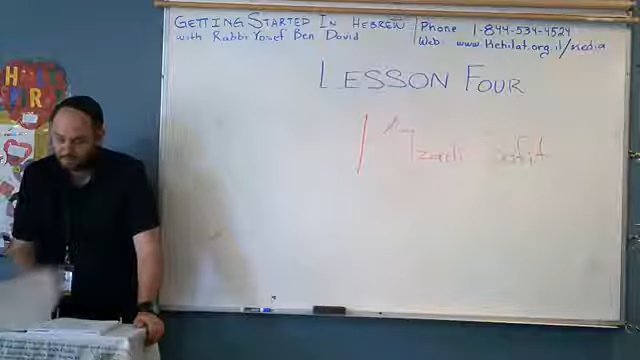 GETTING STARTED IN HEBREW
with Rabbi Yosef Ben David
Phone 1-844-534-4524
Web: www.Kehilat.org.il/media
LESSON FOUR